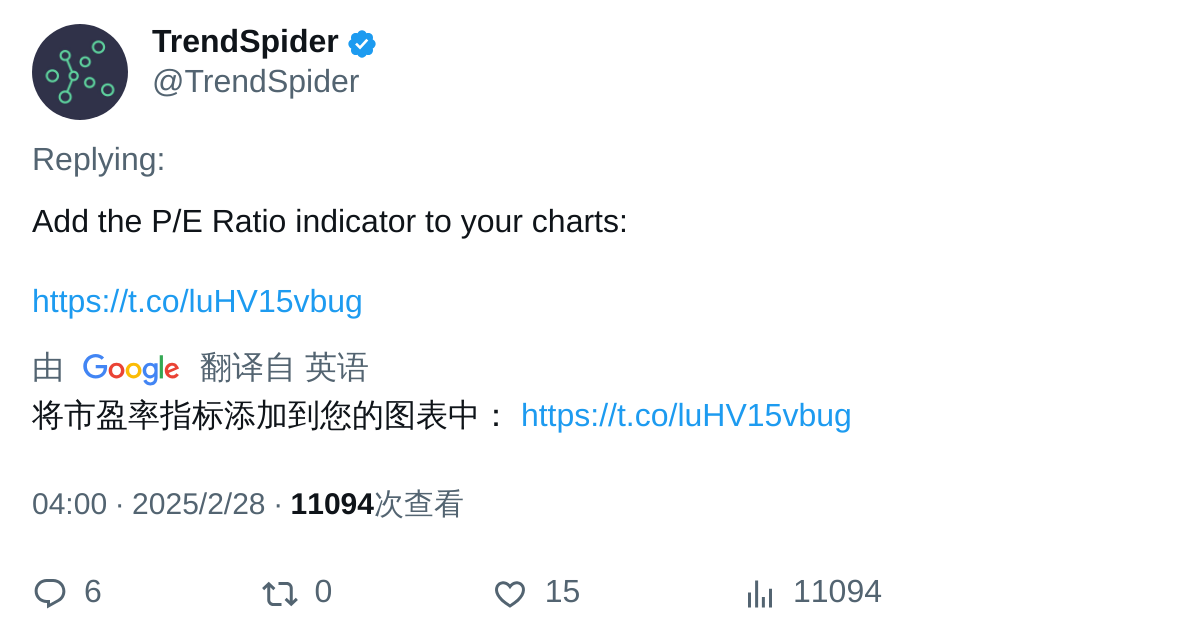 TrendSpider
@TrendSpider
Replying:
Add the P/E Ratio indicator to your charts:
https://t.co/luHV15vbug
由 Google 翻译自 英语
将市盈率指标添加到您的图表中： https://t.co/luHV15vbug
04:00 · 2025/2/28 · 11094次查看
6 0 15 11094